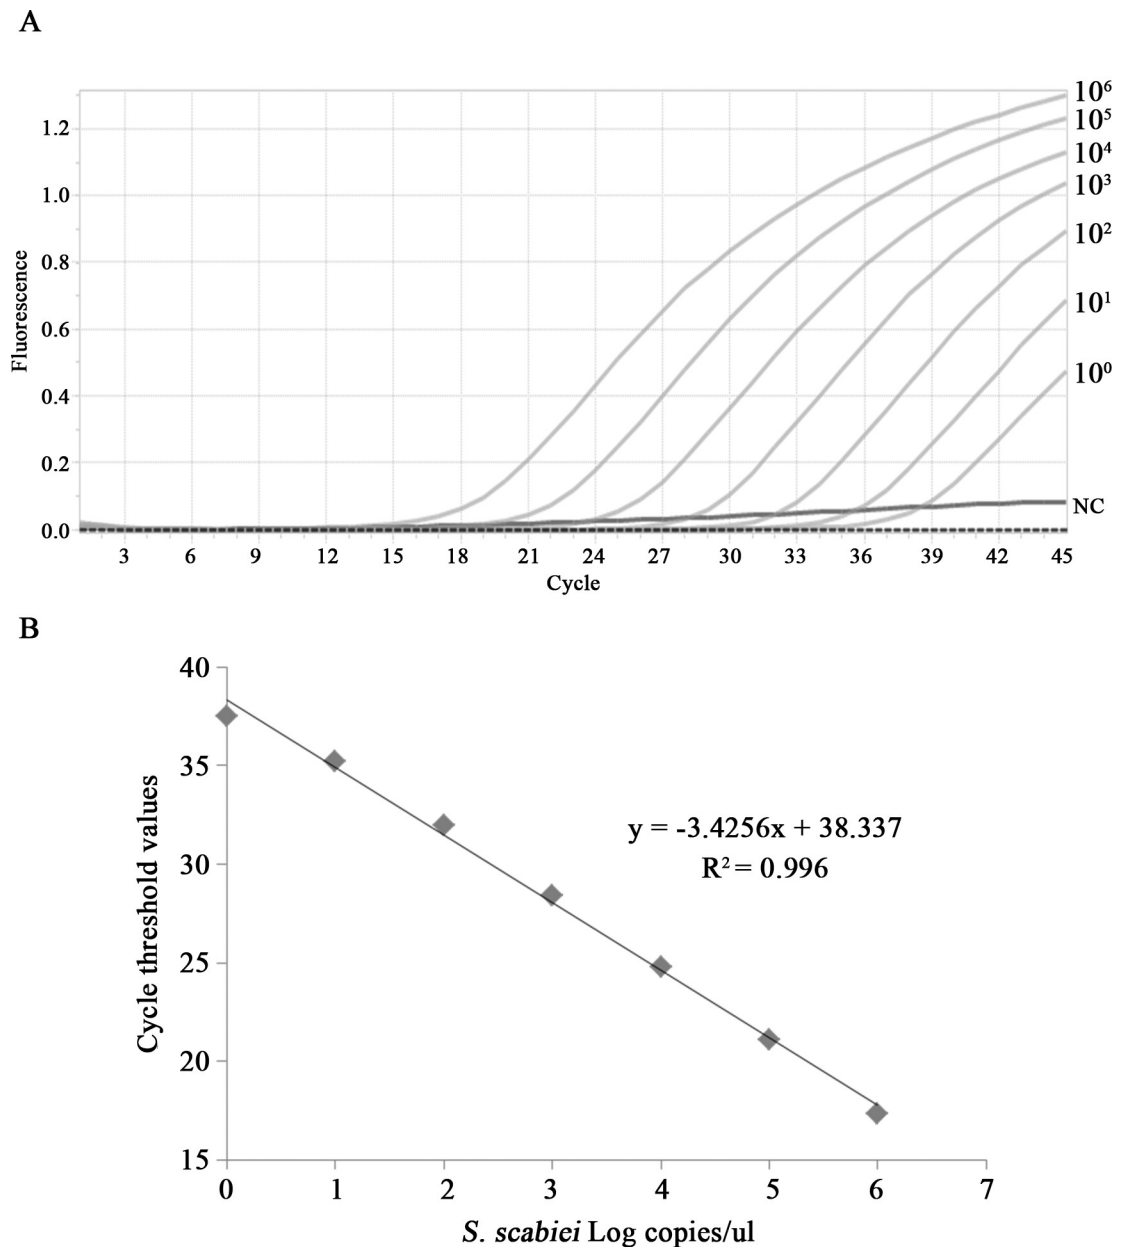 A
Fluorescence
1.2
1.0
0.8
0.6
0.4
0.2
0.0
10⁶
10⁵
10⁴
10³
10²
10¹
10⁰
NC
3 6 9 12 15 18 21 24 27 30 33 36 39 42 45
Cycle
B
Cycle threshold values
40
35
30
25
20
15
y = -3.4256x + 38.337
R² = 0.996
0 1 2 3 4 5 6 7
S. scabiei Log copies/ul